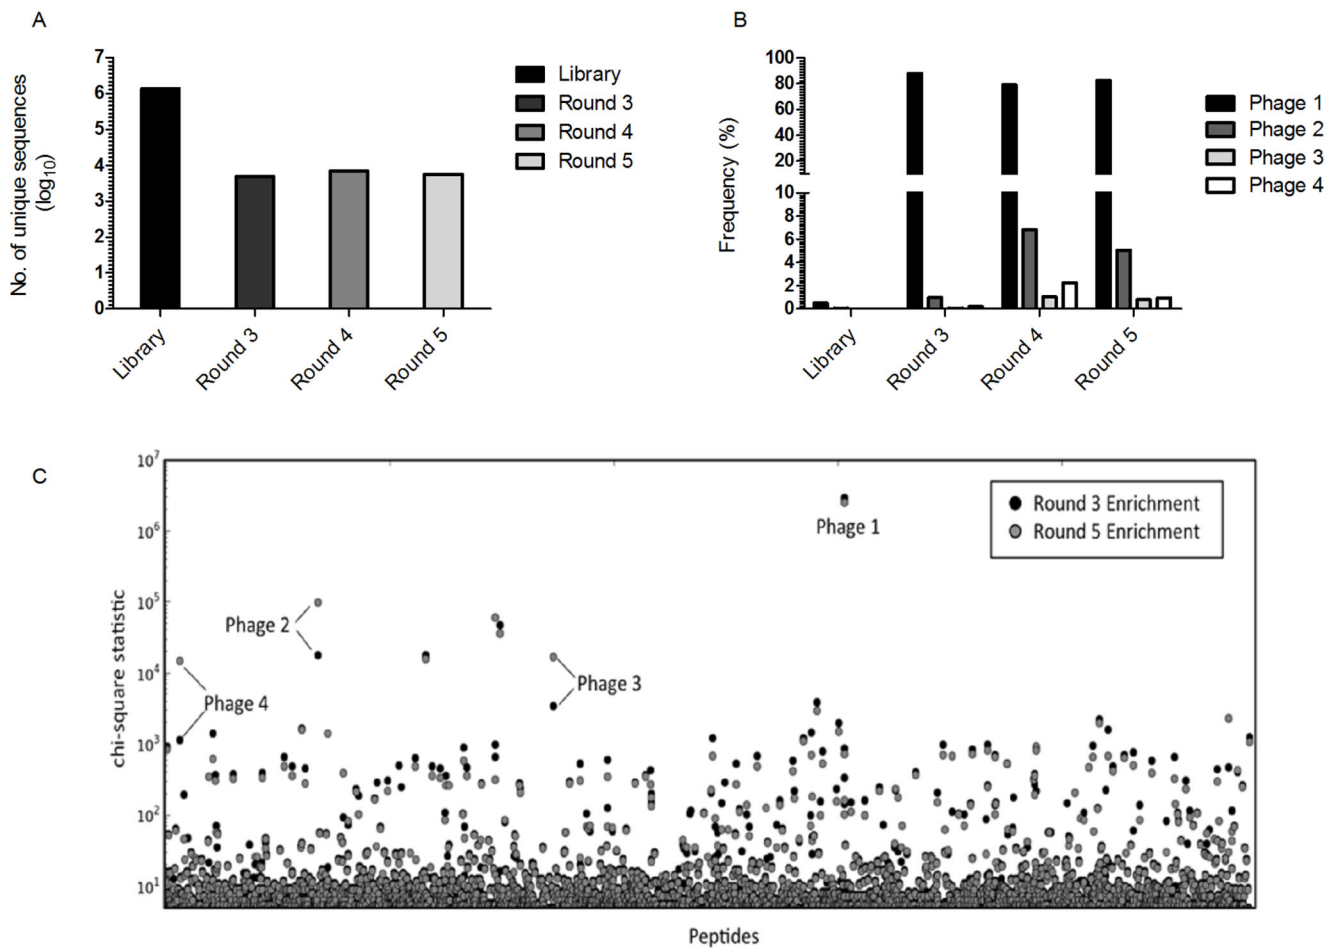 A
No. of unique sequences
(log10)
7
6
5
4
3
2
1
0
Library
Round 3
Round 4
Round 5
Library
Round 3
Round 4
Round 5
B
Frequency (%)
100
80
60
40
20
10
8
6
4
2
0
Library
Round 3
Round 4
Round 5
Phage 1
Phage 2
Phage 3
Phage 4
C
chi-square statistic
10^7
10^6
10^5
10^4
10^3
10^2
10^1
Round 3 Enrichment
Round 5 Enrichment
Phage 1
Phage 2
Phage 3
Phage 4
Peptides